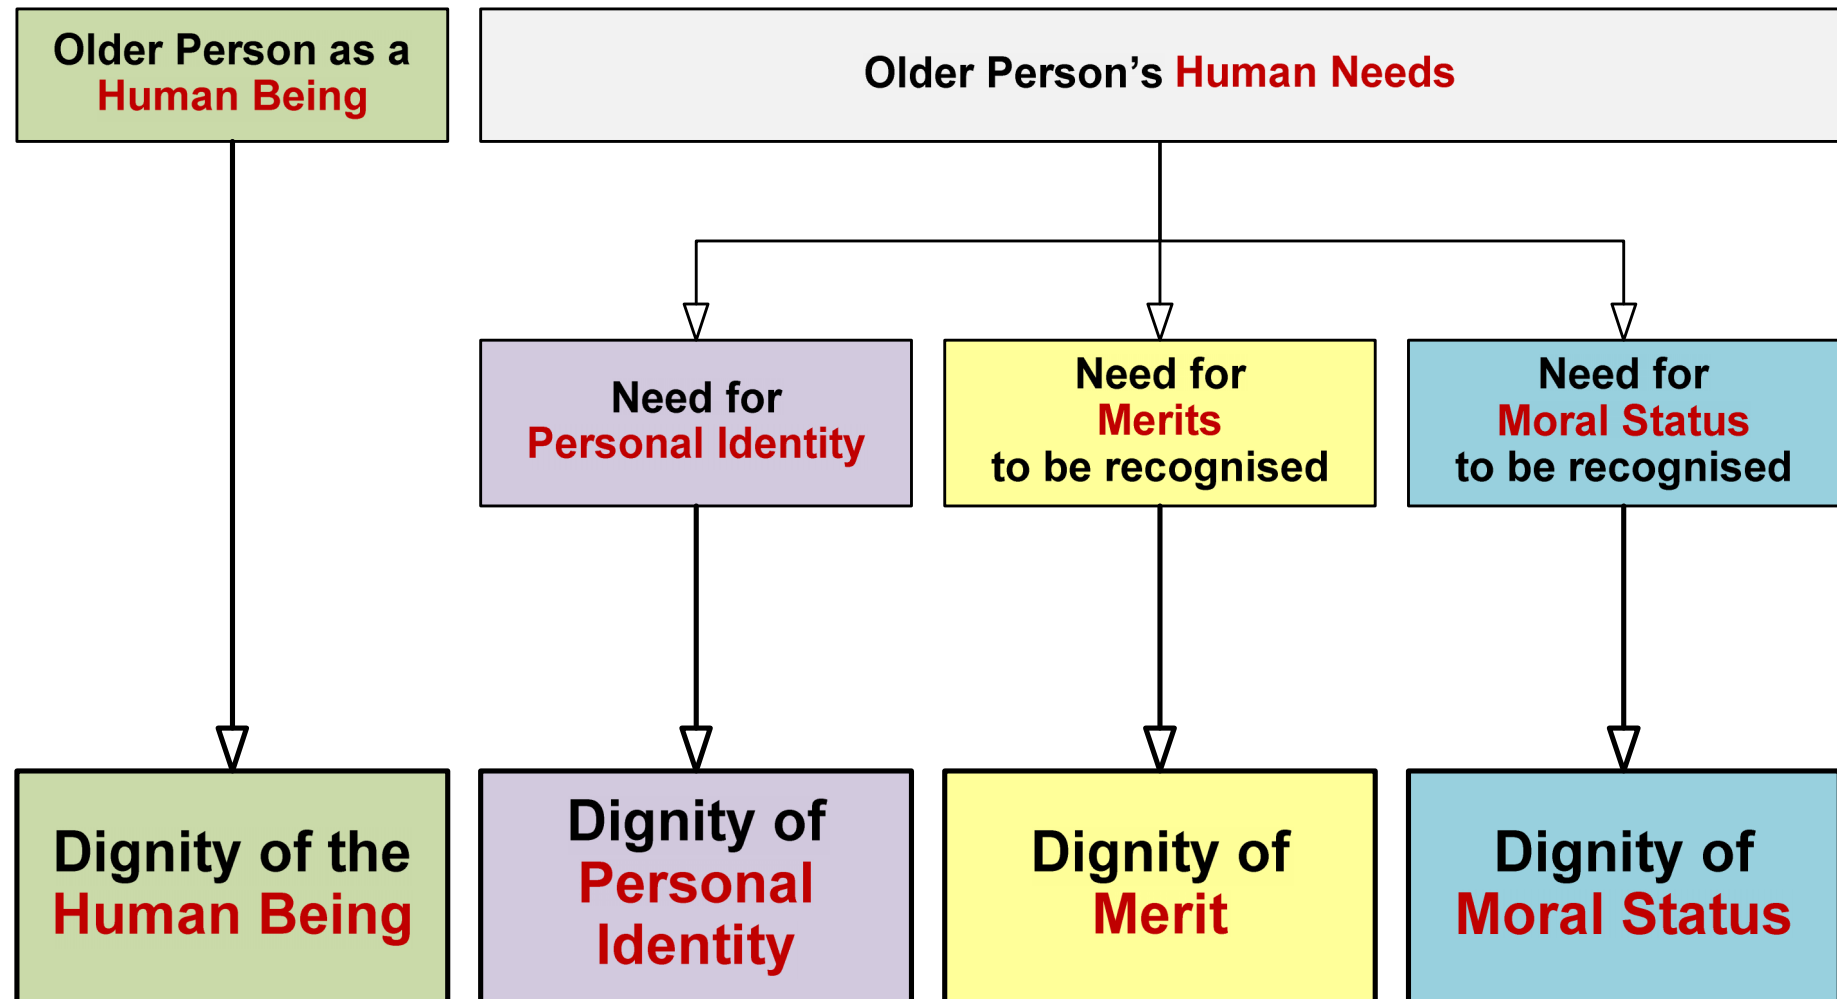 Older Person as a
Human Being
Older Person’s Human Needs
Need for
Personal Identity
Need for
Merits
to be recognised
Need for
Moral Status
to be recognised
Dignity of the
Human Being
Dignity of
Personal
Identity
Dignity of
Merit
Dignity of
Moral Status